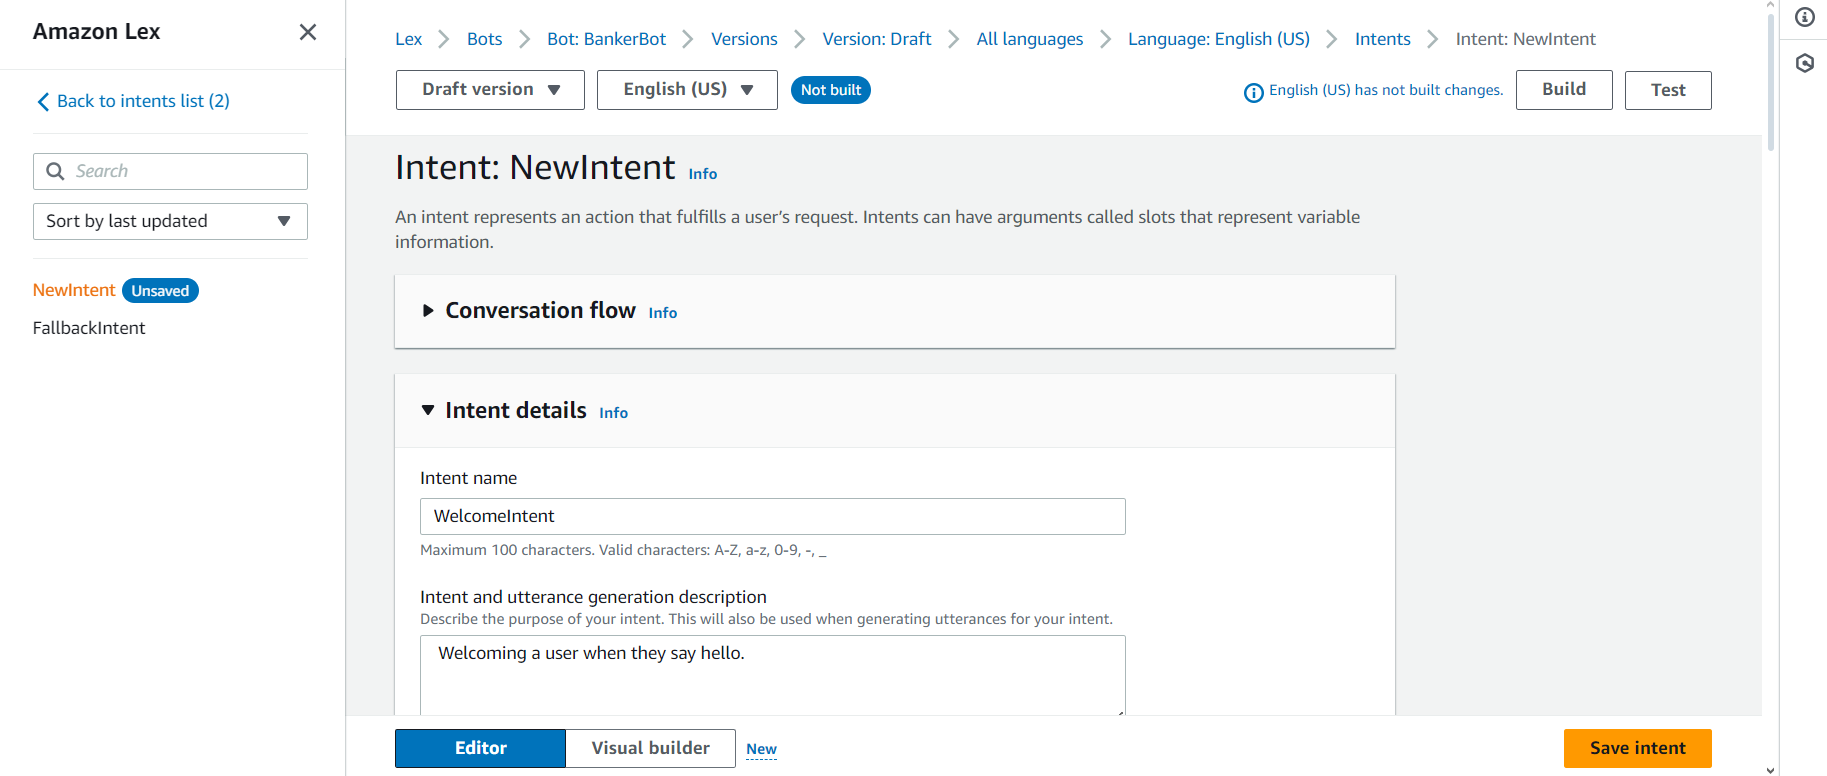 Amazon Lex
Back to intents list (2)
Search
Sort by last updated
NewIntent Unsaved
FallbackIntent
Lex Bots Bot: BankerBot Versions Version: Draft All languages Language: English (US) Intents Intent: NewIntent
Draft version English (US) Not built English (US) has not built changes. Build Test
Intent: NewIntent Info
An intent represents an action that fulfills a user’s request. Intents can have arguments called slots that represent variable
information.
Conversation flow Info
Intent details Info
Intent name
WelcomeIntent
Maximum 100 characters. Valid characters: A-Z, a-z, 0-9, -, _
Intent and utterance generation description
Describe the purpose of your intent. This will also be used when generating utterances for your intent.
Welcoming a user when they say hello.
Editor Visual builder New Save intent